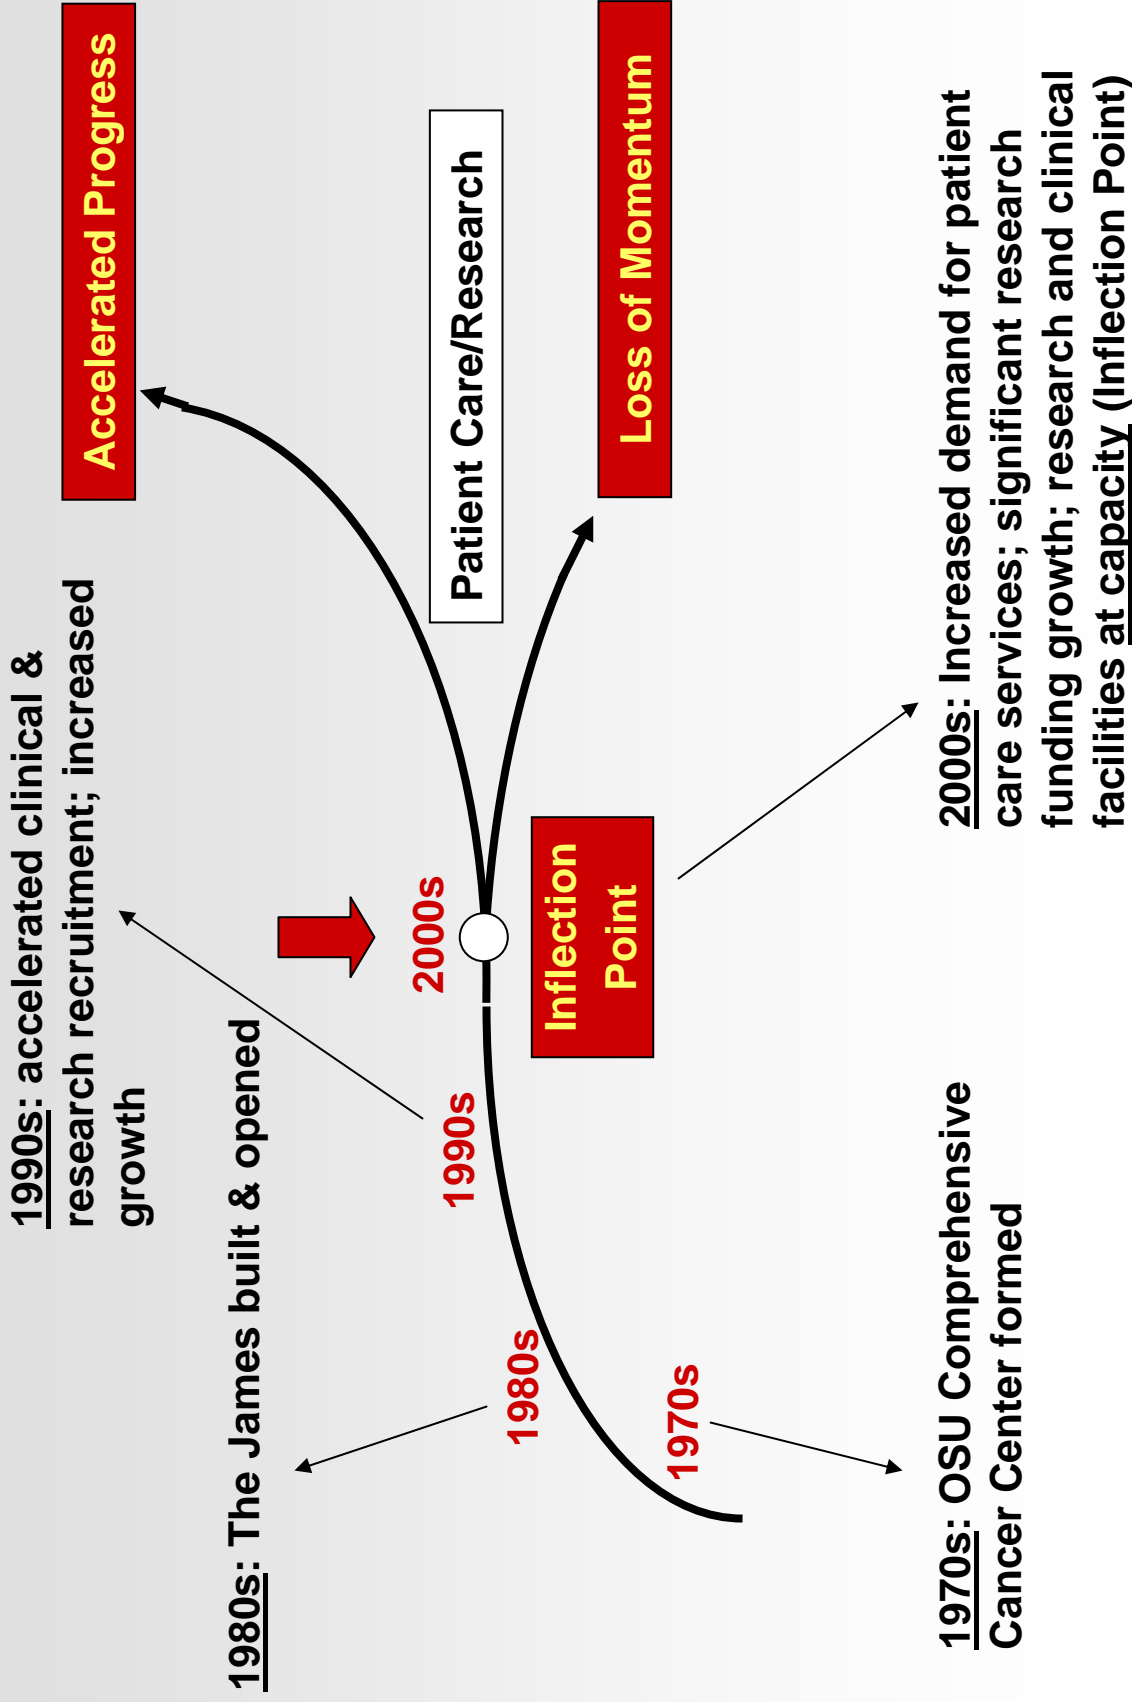 1990s: accelerated clinical &
research recruitment; increased
growth
Accelerated Progress
1980s: The James built & opened
2000s
Patient Care/Research
1990s
1980s
Inflection
Point
Loss of Momentum
1970s
1970s: OSU Comprehensive
Cancer Center formed
2000s: Increased demand for patient
care services; significant research
funding growth; research and clinical
facilities at capacity (Inflection Point)